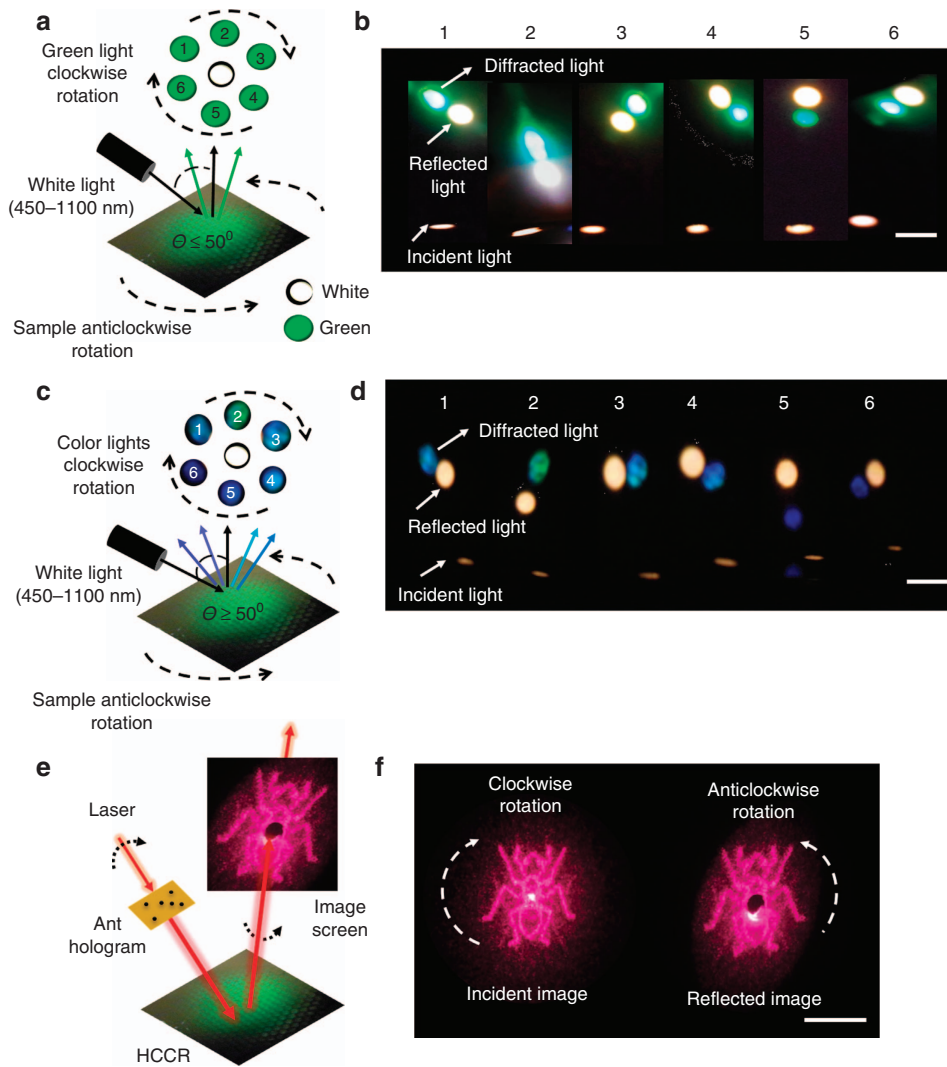 a
Green light
clockwise
rotation
1
2
3
4
5
6
White light
(450–1100 nm)
Θ ≤ 50⁰
White
Green
Sample anticlockwise
rotation
b
1 2 3 4 5 6
Diffracted light
Reflected
light
Incident light
c
Color lights
clockwise
rotation
1
2
3
4
5
6
White light
(450–1100 nm)
Θ ≥ 50⁰
Sample anticlockwise
rotation
d
1 2 3 4 5 6
Diffracted light
Reflected light
Incident light
e
Laser
Ant
hologram
Image
screen
HCCR
f
Clockwise
rotation
Anticlockwise
rotation
Incident image
Reflected image